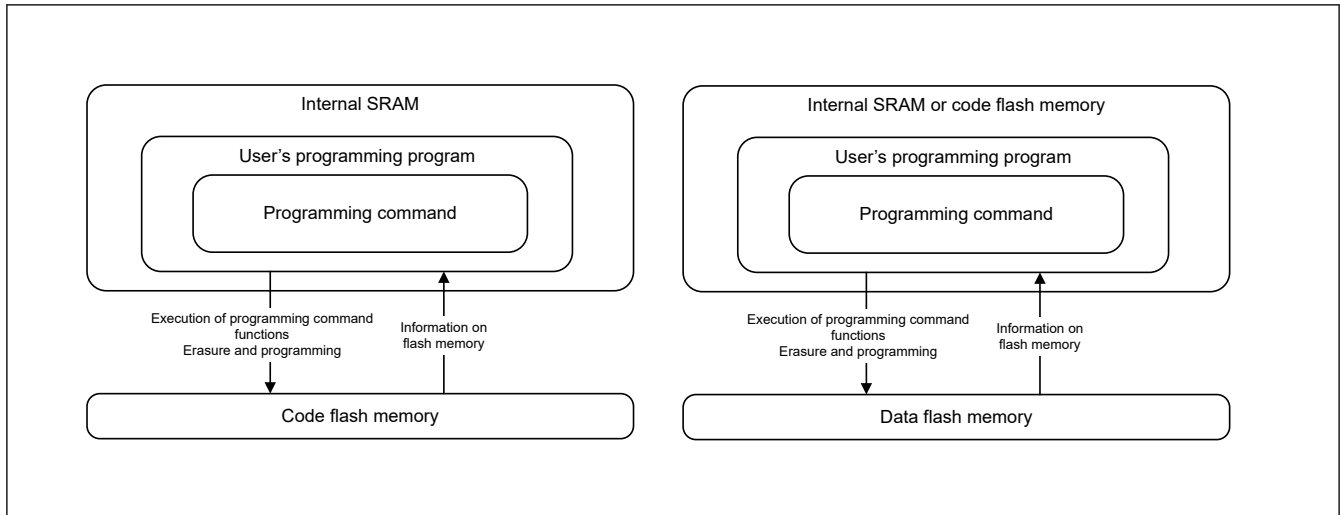 Internal SRAM
User's programming program
Programming command
Execution of programming command
functions
Erasure and programming
Information on
flash memory
Code flash memory
Internal SRAM or code flash memory
User's programming program
Programming command
Execution of programming command
functions
Erasure and programming
Information on
flash memory
Data flash memory